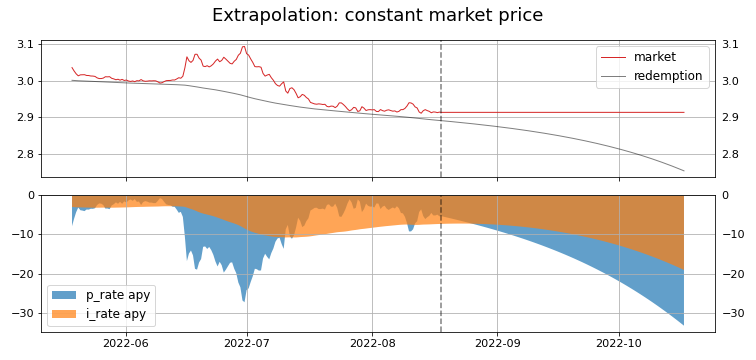 Extrapolation: constant market price
3.1
3.0
2.9
2.8
3.1
3.0
2.9
2.8
market
redemption
0
−10
−20
−30
0
−10
−20
−30
p_rate apy
i_rate apy
2022-06 2022-07 2022-08 2022-09 2022-10